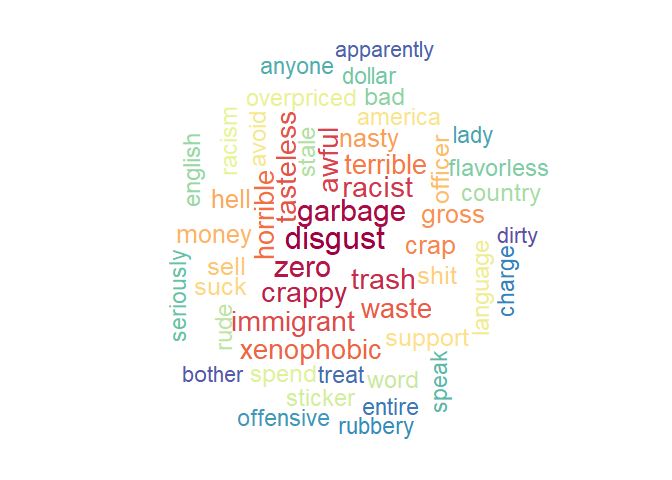 apparently
anyone
dollar
overpriced
bad
america
racism
avoid
stale
tasteless
awful
nasty
lady
english
terrible
officer
flavorless
hell
horrible
racist
country
garbage
gross
money
disgust
crap
dirty
seriously
sell
zero
trash
shit
language
charge
suck
crappy
waste
rude
immigrant
support
xenophobic
bother
spend
treat
word
speak
sticker
entire
offensive
rubbery